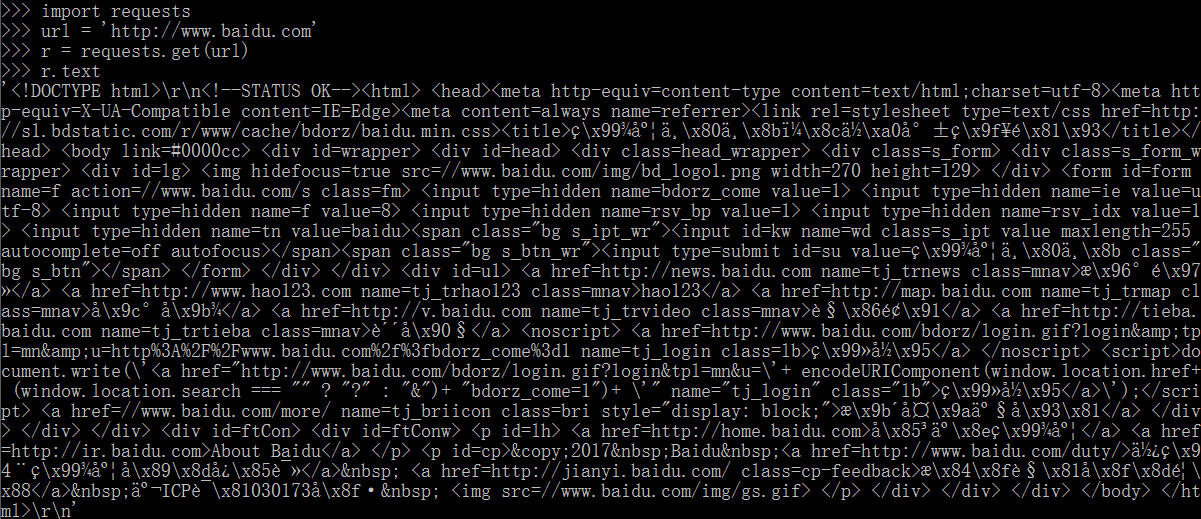 >>> import requests
>>> url = 'http://www.baidu.com'
>>> r = requests.get(url)
>>> r.text
'<!DOCTYPE html>\r\n<!--STATUS OK--><html> <head><meta http-equiv=content-type content=text/html;charset=utf-8><meta htt
p-equiv=X-UA-Compatible content=IE=Edge><meta content=always name=referrer><link rel=stylesheet type=text/css href=http:
//s1.bdstatic.com/r/www/cache/bdorz/baidu.min.css><title>ç\x99¾åº¦ä¸\x80ä¸\x8bï¼\x8cä½\xa0å°±ç\x9f¥é\x81\x93</title></
head> <body link=#0000cc> <div id=wrapper> <div id=head> <div class=head_wrapper> <div class=s_form> <div class=s_form_w
rapper> <div id=lg> <img hidefocus=true src=//www.baidu.com/img/bd_logo1.png width=270 height=129> </div> <form id=form
name=f action=//www.baidu.com/s class=fm> <input type=hidden name=bdorz_come value=1> <input type=hidden name=ie value=u
tf-8> <input type=hidden name=f value=8> <input type=hidden name=rsv_bp value=1> <input type=hidden name=rsv_idx value=1
> <input type=hidden name=tn value=baidu><span class="bg s_ipt_wr"><input id=kw name=wd class=s_ipt value maxlength=255
autocomplete=off autofocus></span><span class="bg s_btn_wr"><input type=submit id=su value=ç\x99¾åº¦ä¸\x80ä¸\x8b class="
bg s_btn"></span> </form> </div> </div> <div id=u1> <a href=http://news.baidu.com name=tj_trnews class=mnav>æ\x96°é\x97
»</a> <a href=http://www.hao123.com name=tj_trhao123 class=mnav>hao123</a> <a href=http://map.baidu.com name=tj_trmap c
lass=mnav>å\x9c°å\x9b¾</a> <a href=http://v.baidu.com name=tj_trvideo class=mnav>è§\x86é¢\x91</a> <a href=http://tieba.
baidu.com name=tj_trtieba class=mnav>è´´å\x90§</a> <noscript> <a href=http://www.baidu.com/bdorz/login.gif?login&amp;tp
l=mn&amp;u=http%3A%2F%2Fwww.baidu.com%2f%3fbdorz_come%3d1 name=tj_login class=lb>ç\x99»å½\x95</a> </noscript> <script>do
cument.write(\'<a href="http://www.baidu.com/bdorz/login.gif?login&tpl=mn&u=\'+ encodeURIComponent(window.location.href+
 (window.location.search === "" ? "?" : "&")+ "bdorz_come=1")+ \'" name="tj_login" class="lb">ç\x99»å½\x95</a>\');</scri
pt> <a href=//www.baidu.com/more/ name=tj_briicon class=bri style="display: block;">æ\x9b´å¤\x9aäº§å\x93\x81</a> </div>
</div> </div> <div id=ftCon> <div id=ftConw> <p id=lh> <a href=http://home.baidu.com>å\x85³äº\x8eç\x99¾åº¦</a> <a href=
http://ir.baidu.com>About Baidu</a> </p> <p id=cp>&copy;2017&nbsp;Baidu&nbsp;<a href=http://www.baidu.com/duty/>ä½¿ç\x9
4¨ç\x99¾åº¦å\x89\x8då¿\x85è¯»</a>&nbsp; <a href=http://jianyi.baidu.com/ class=cp-feedback>æ\x84\x8fè§\x81å\x8f\x8dé¦\
x88</a>&nbsp;äº¬ICPè¯\x81030173å\x8f·&nbsp; <img src=//www.baidu.com/img/gs.gif> </p> </div> </div> </div> </body> </ht
ml>\r\n'